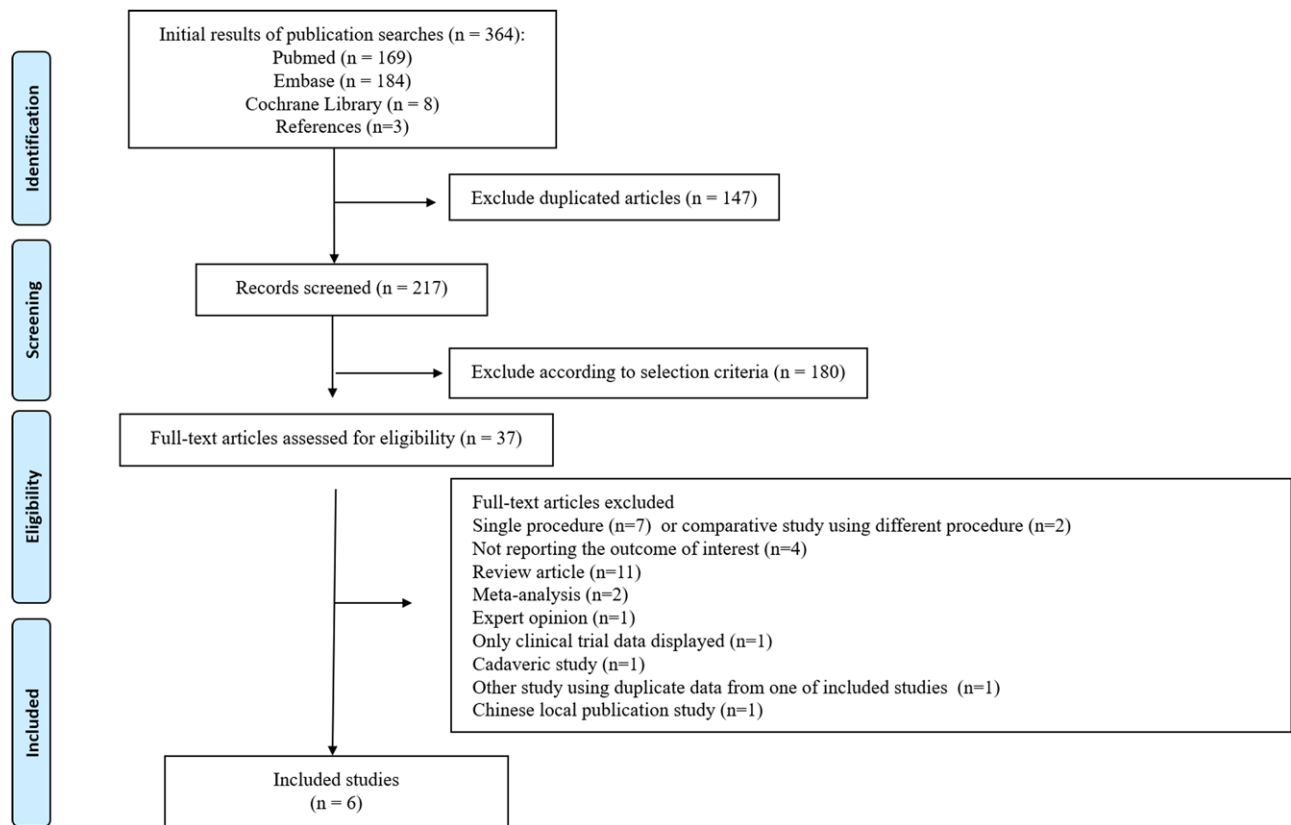 Identification
Initial results of publication searches (n = 364):
Pubmed (n = 169)
Embase (n = 184)
Cochrane Library (n = 8)
References (n=3)
Exclude duplicated articles (n = 147)
Screening
Records screened (n = 217)
Exclude according to selection criteria (n = 180)
Eligibility
Full-text articles assessed for eligibility (n = 37)
Full-text articles excluded
Single procedure (n=7)  or comparative study using different procedure (n=2)
Not reporting the outcome of interest (n=4)
Review article (n=11)
Meta-analysis (n=2)
Expert opinion (n=1)
Only clinical trial data displayed (n=1)
Cadaveric study (n=1)
Other study using duplicate data from one of included studies  (n=1)
Chinese local publication study (n=1)
Included
Included studies
(n = 6)